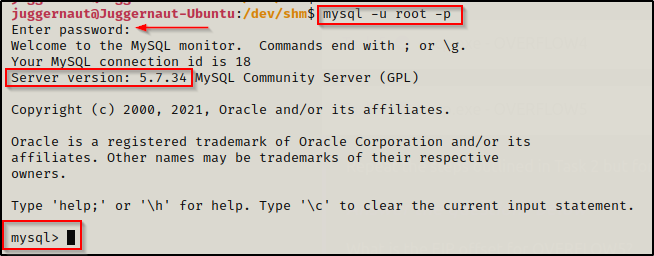 juggernaut@Juggernaut-Ubuntu:/dev/shm$ mysql -u root -p
Enter password:
Welcome to the MySQL monitor.  Commands end with ; or \g.
Your MySQL connection id is 18
Server version: 5.7.34 MySQL Community Server (GPL)
Copyright (c) 2000, 2021, Oracle and/or its affiliates.
Oracle is a registered trademark of Oracle Corporation and/or its
affiliates. Other names may be trademarks of their respective
owners.
Type 'help;' or '\h' for help. Type '\c' to clear the current input statement.
mysql>